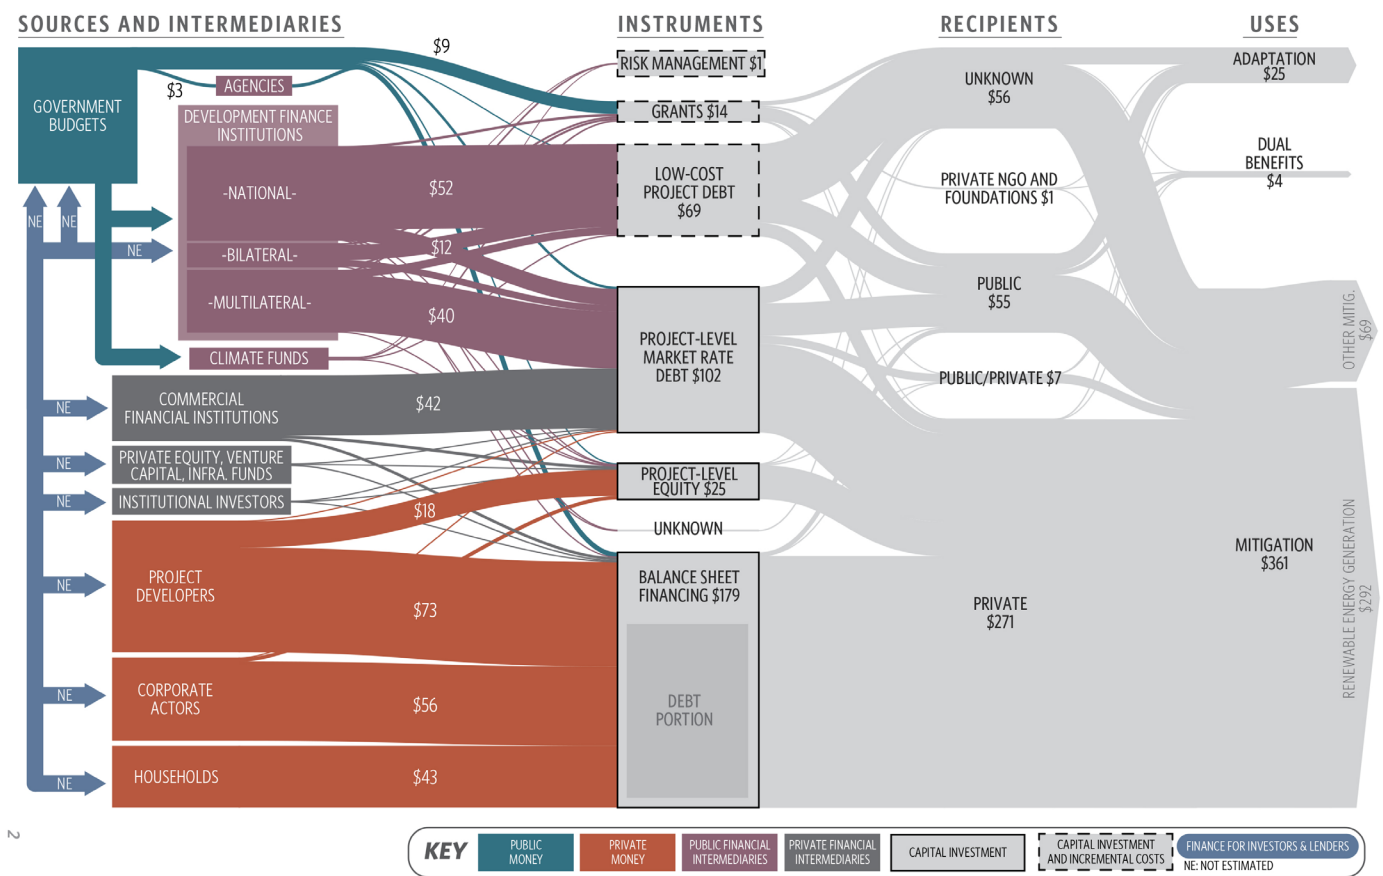 SOURCES AND INTERMEDIARIES
INSTRUMENTS
RECIPIENTS
USES
GOVERNMENT
BUDGETS
$3
$9
AGENCIES
DEVELOPMENT FINANCE
INSTITUTIONS
-NATIONAL-
-BILATERAL-
-MULTILATERAL-
$52
$12
$40
CLIMATE FUNDS
NE
NE
NE
NE
COMMERCIAL
FINANCIAL INSTITUTIONS
$42
NE
PRIVATE EQUITY, VENTURE
CAPITAL, INFRA. FUNDS
NE
INSTITUTIONAL INVESTORS
$18
NE
PROJECT
DEVELOPERS
$73
NE
CORPORATE
ACTORS
$56
NE
HOUSEHOLDS
$43
RISK MANAGEMENT $1
GRANTS $14
LOW-COST
PROJECT DEBT
$69
PROJECT-LEVEL
MARKET RATE
DEBT $102
PROJECT-LEVEL
EQUITY $25
UNKNOWN
BALANCE SHEET
FINANCING $179
DEBT
PORTION
UNKNOWN
$56
PRIVATE NGO AND
FOUNDATIONS $1
PUBLIC
$55
PUBLIC/PRIVATE $7
PRIVATE
$271
ADAPTATION
$25
DUAL
BENEFITS
$4
OTHER MITIG.
$69
MITIGATION
$361
RENEWABLE ENERGY GENERATION
$292
2
KEY
PUBLIC
MONEY
PRIVATE
MONEY
PUBLIC FINANCIAL
INTERMEDIARIES
PRIVATE FINANCIAL
INTERMEDIARIES
CAPITAL INVESTMENT
CAPITAL INVESTMENT
AND INCREMENTAL COSTS
FINANCE FOR INVESTORS & LENDERS
NE: NOT ESTIMATED